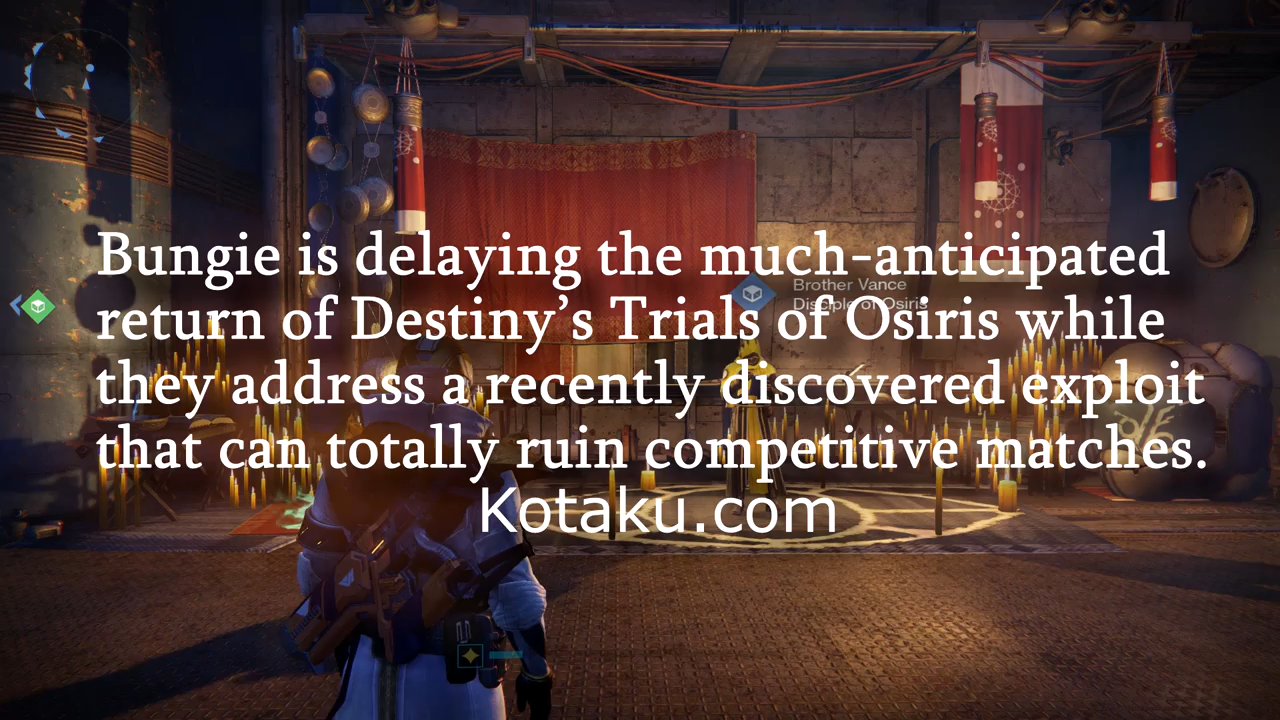 Brother Vance
Disciple of Osiris
Bungie is delaying the much-anticipated
return of Destiny’s Trials of Osiris while
they address a recently discovered exploit
that can totally ruin competitive matches.
Kotaku.com